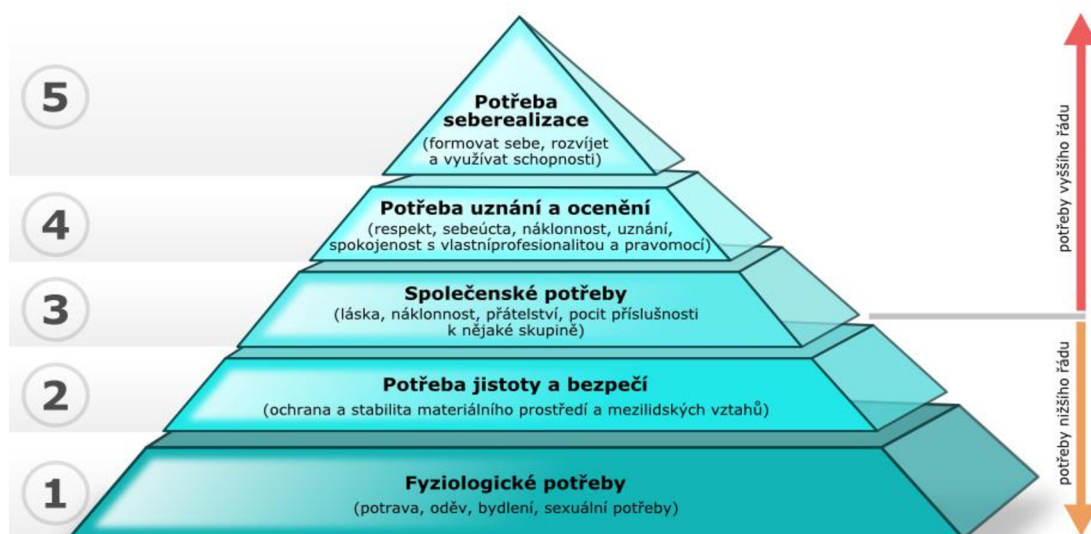 5
Potřeba
seberealizace
(formovat sebe, rozvíjet
a využívat schopnosti)
4
Potřeba uznání a ocenění
(respekt, sebeúcta, náklonnost, uznání,
spokojenost s vlastníprofesionalitou a pravomocí)
3
Společenské potřeby
(láska, náklonnost, přátelství, pocit příslušnosti
k nějaké skupině)
2
Potřeba jistoty a bezpečí
(ochrana a stabilita materiálního prostředí a mezilidských vztahů)
1
Fyziologické potřeby
(potrava, oděv, bydlení, sexuální potřeby)
potřeby vyššího řádu
potřeby nižšího řádu